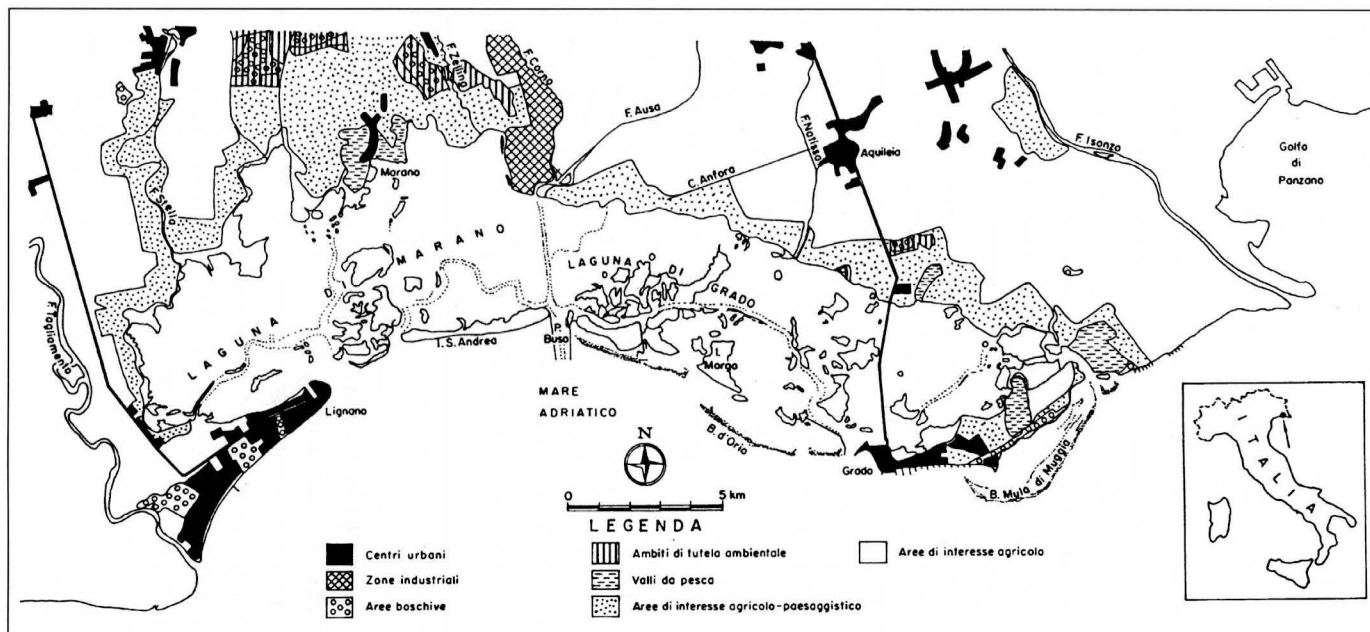 F. Zellina
F. Corno
F. Ausa
F. Natissa
Aquileia
F. Isonzo
Golfo
di
Panzano
C. Anfora
Marano
F. Stella
F. Tagliamento
LAGUNA DI MARANO
LAGUNA DI
GRADO
I. S. Andrea
P.
Buso
I.
Morgo
MARE
ADRIATICO
Lignano
B. d'Orio
Grado
B. Mula di Muggia
N
0 5 km
LEGENDA
Centri urbani
Zone industriali
Aree boschive
Ambiti di tutela ambientale
Valli da pesca
Aree di interesse agricolo-paesaggistico
Aree di interesse agricolo
ITALIA